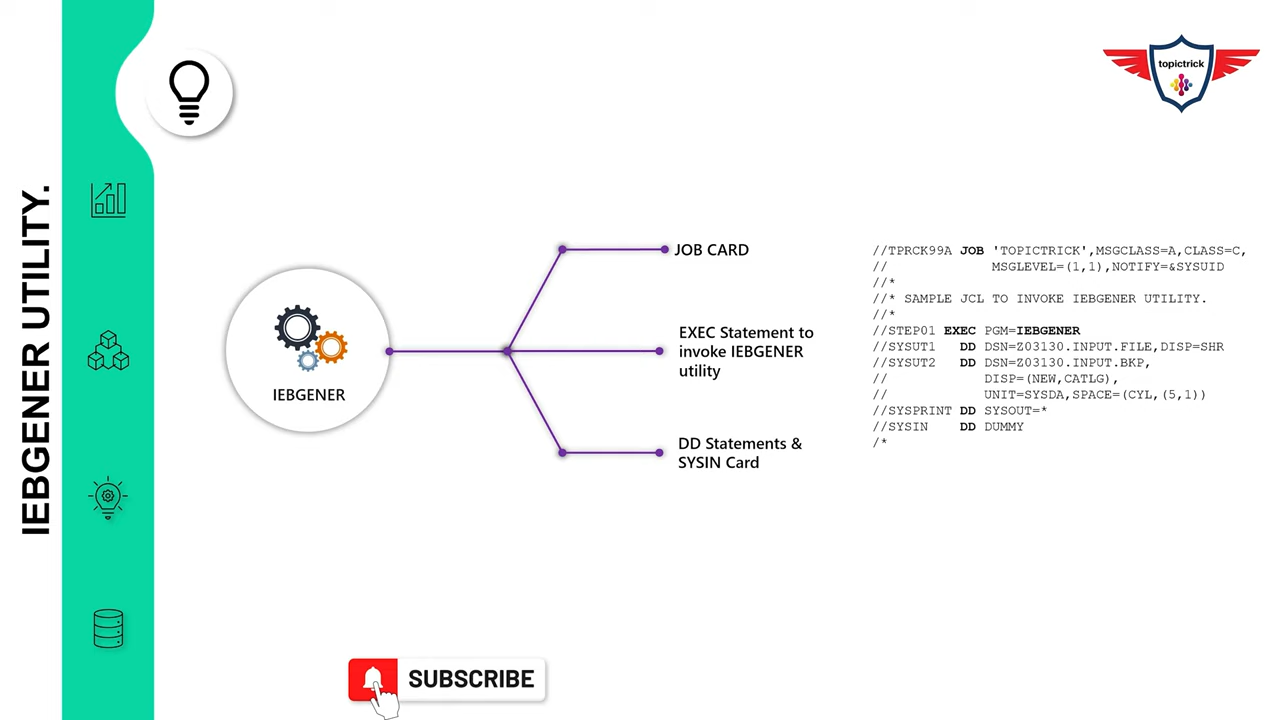 IEBGENER UTILITY.
topictrick
IEBGENER
JOB CARD
EXEC Statement to
invoke IEBGENER
utility
DD Statements &
SYSIN Card
//TPRCK99A JOB 'TOPICTRICK',MSGCLASS=A,CLASS=C,
//             MSGLEVEL=(1,1),NOTIFY=&SYSUID
//*
//* SAMPLE JCL TO INVOKE IEBGENER UTILITY.
//*
//STEP01 EXEC PGM=IEBGENER
//SYSUT1   DD DSN=Z03130.INPUT.FILE,DISP=SHR
//SYSUT2   DD DSN=Z03130.INPUT.BKP,
//            DISP=(NEW,CATLG),
//            UNIT=SYSDA,SPACE=(CYL,(5,1))
//SYSPRINT DD SYSOUT=*
//SYSIN    DD DUMMY
/*
SUBSCRIBE